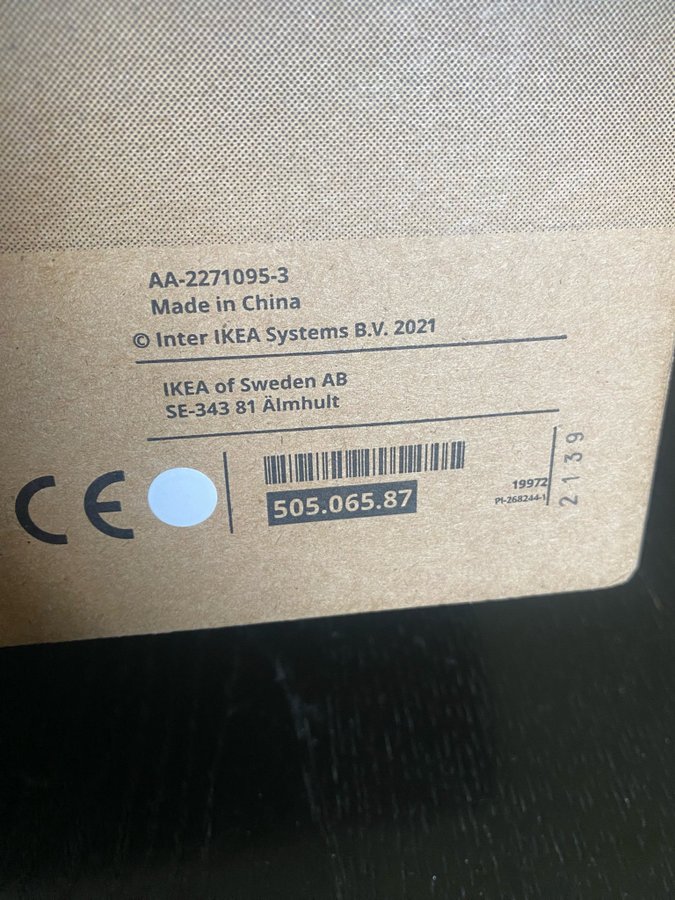 AA-2271095-3
Made in China
© Inter IKEA Systems B.V. 2021
IKEA of Sweden AB
SE-343 81 Älmhult
CE
505.065.87
19972
PI-268244-1
2139